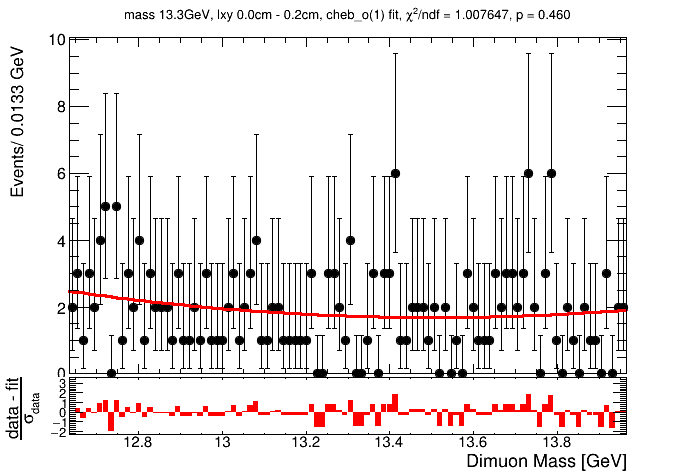 mass 13.3GeV, lxy 0.0cm - 0.2cm, cheb_o(1) fit, χ²/ndf = 1.007647, p = 0.460
Events/ 0.0133 GeV
10
8
6
4
2
0
data - fit
σdata
3
2
1
0
−1
−2
12.8 13 13.2 13.4 13.6 13.8
Dimuon Mass [GeV]